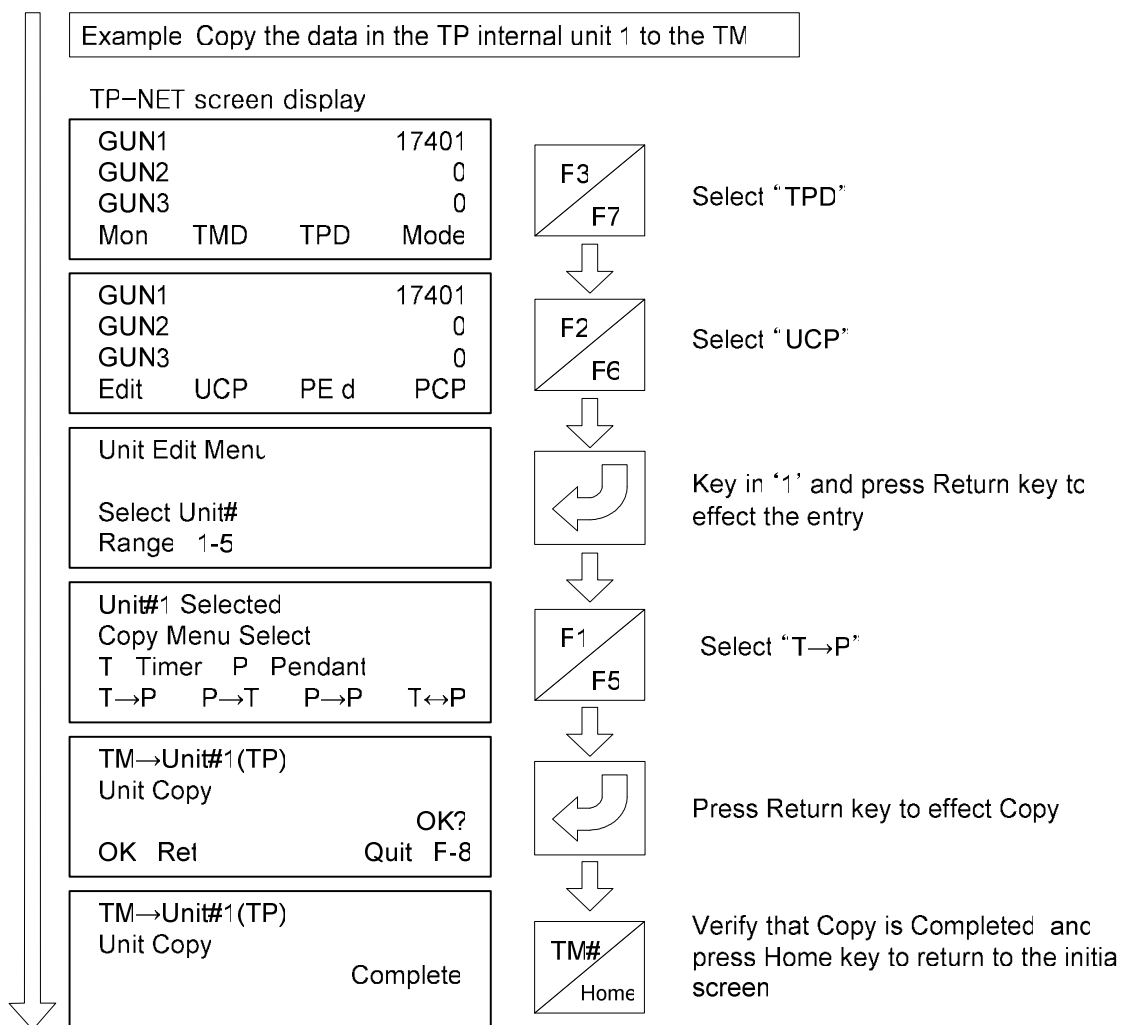 Example Copy the data in the TP internal unit 1 to the TM
TP-NET screen display
GUN1 17401
GUN2 0
GUN3 0
Mon TMD TPD Mode
F3
F7
Select “TPD”
GUN1 17401
GUN2 0
GUN3 0
Edit UCP PE d PCP
F2
F6
Select “UCP”
Unit Edit Menu
Select Unit#
Range 1-5
Key in ‘1’ and press Return key to
effect the entry
Unit#1 Selected
Copy Menu Select
T Timer P Pendant
T→P P→T P→P T↔P
F1
F5
Select “T→P”
TM→Unit#1(TP)
Unit Copy
OK?
OK Ret Quit F-8
Press Return key to effect Copy
TM→Unit#1(TP)
Unit Copy
Complete
TM#
Home
Verify that Copy is Completed and
press Home key to return to the initia
screen